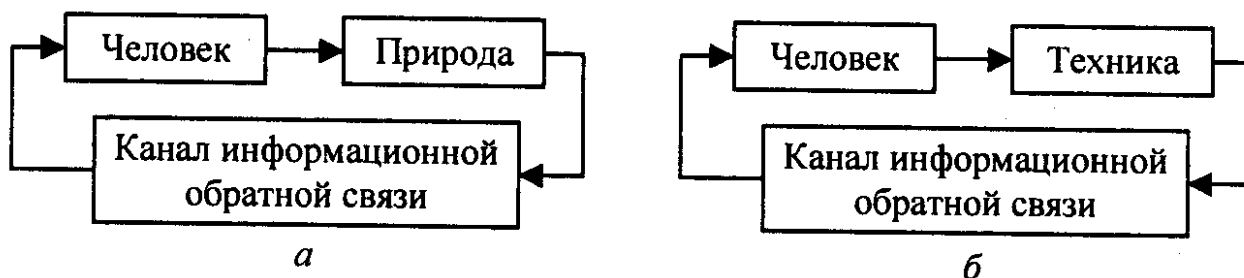 Человек
Природа
Канал информационной
обратной связи
а
Человек
Техника
Канал информационной
обратной связи
б